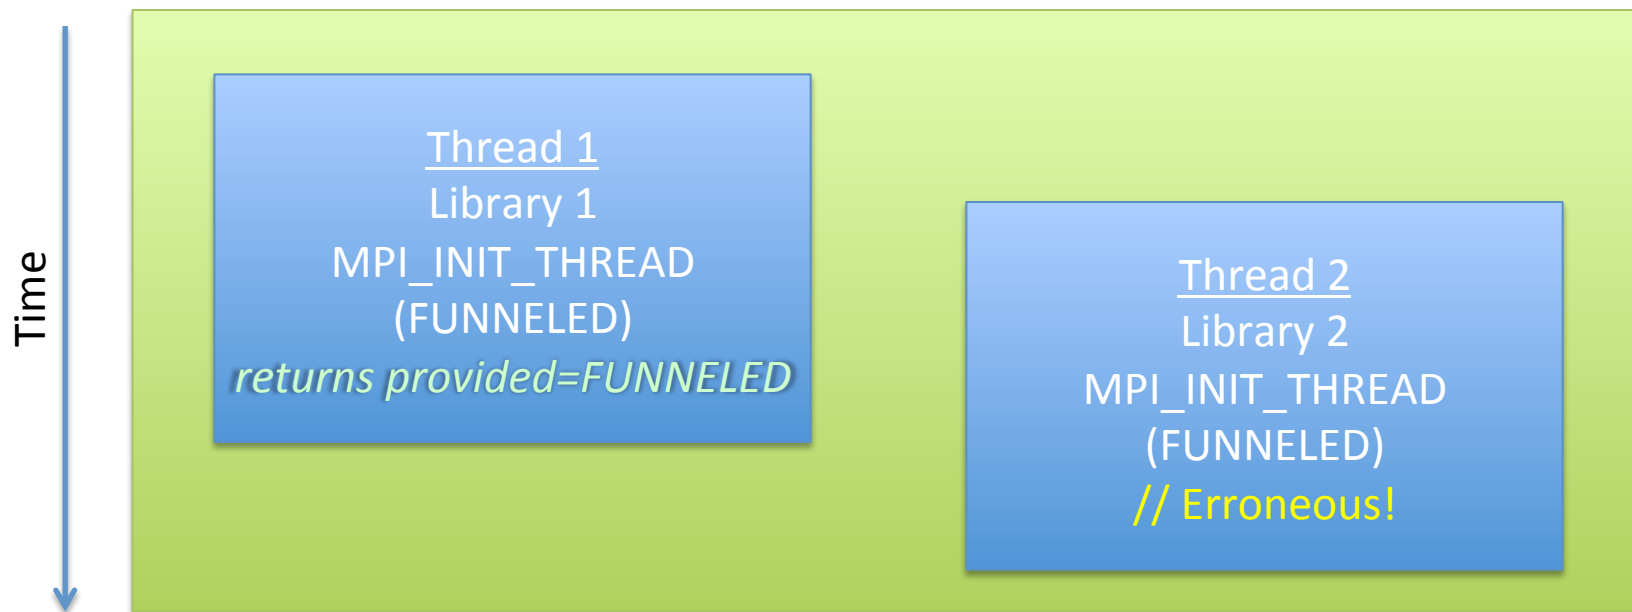 Time
Thread 1
Library 1
MPI_INIT_THREAD
(FUNNELED)
returns provided=FUNNELED
Thread 2
Library 2
MPI_INIT_THREAD
(FUNNELED)
// Erroneous!